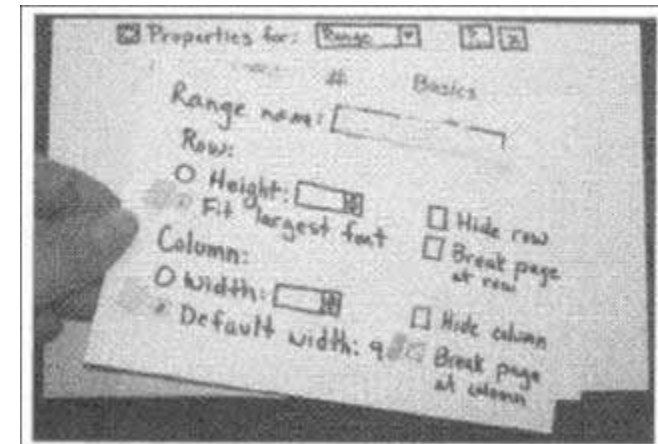 Properties for: Range ? X
# Basics
Range name:
Row:
Height: Hide row
Fit largest font Break page at row
Column:
Width: Hide column
Default width: 9 Break page at column